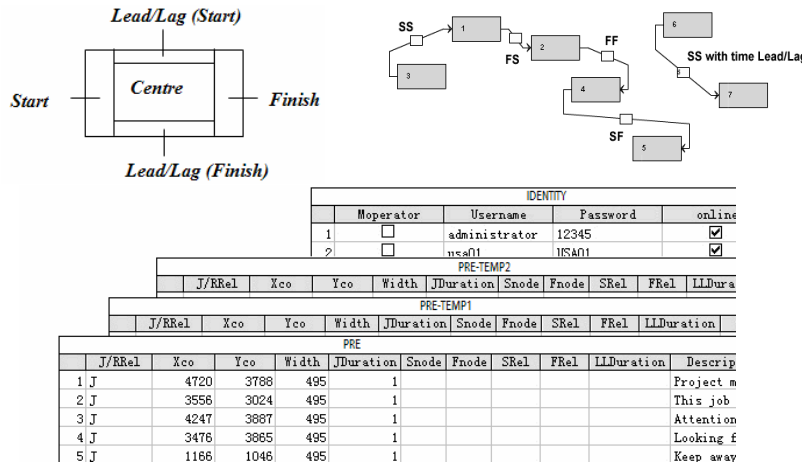 Lead/Lag (Start)
Start
Centre
Finish
Lead/Lag (Finish)
SS
1
FS
2
FF
3
4
SF
5
6
SS with time Lead/Lag
7
IDENTITY
Moperator Username Password online
1 administrator 12345
2 usa01 USA01
PRE-TEMP2
J/RRel Xco Yco Width JDuration Snode Fnode SRel FRel LLDura
PRE-TEMP1
J/RRel Xco Yco Width JDuration Snode Fnode SRel FRel LLDuration
PRE
J/RRel Xco Yco Width JDuration Snode Fnode SRel FRel LLDuration Descrip
1 J 4720 3788 495 1 Project m
2 J 3556 3024 495 1 This job
3 J 4247 3887 495 1 Attention
4 J 3476 3865 495 1 Looking f
5 J 1166 1046 495 1 Keep away